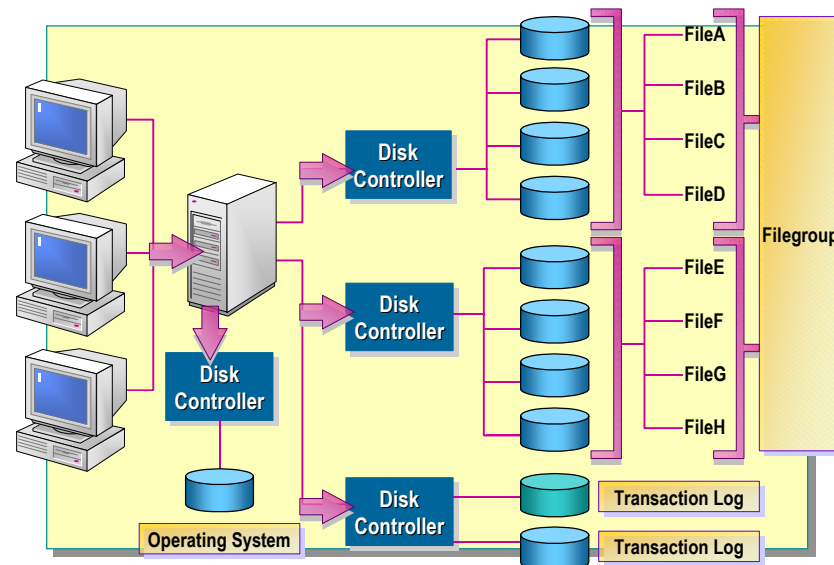 FileA
FileB
Disk
Controller
FileC
FileD
Filegroup
FileE
Disk
Controller
FileF
Disk
Controller
FileG
FileH
Disk
Controller
Transaction Log
Operating System
Transaction Log